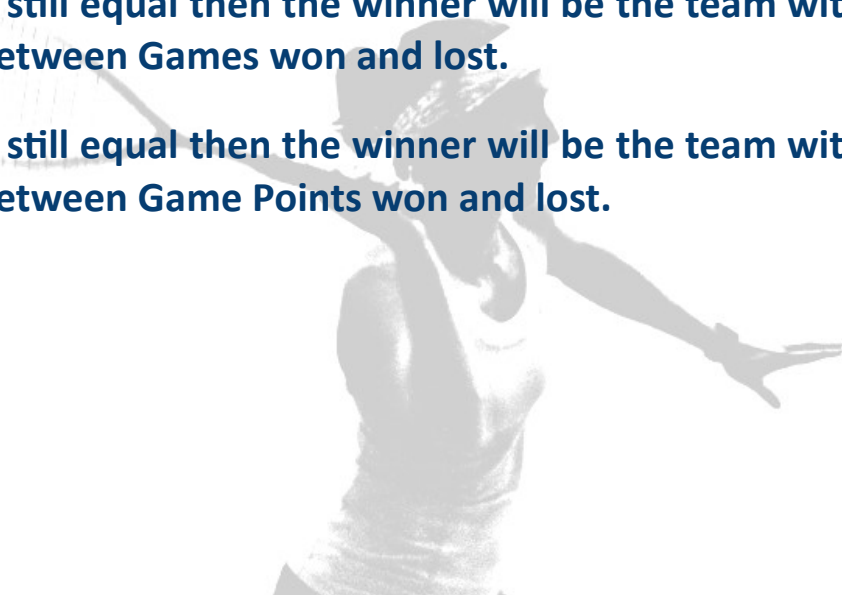 still equal then the winner will be the team wit
etween Games won and lost.
still equal then the winner will be the team wit
etween Game Points won and lost.